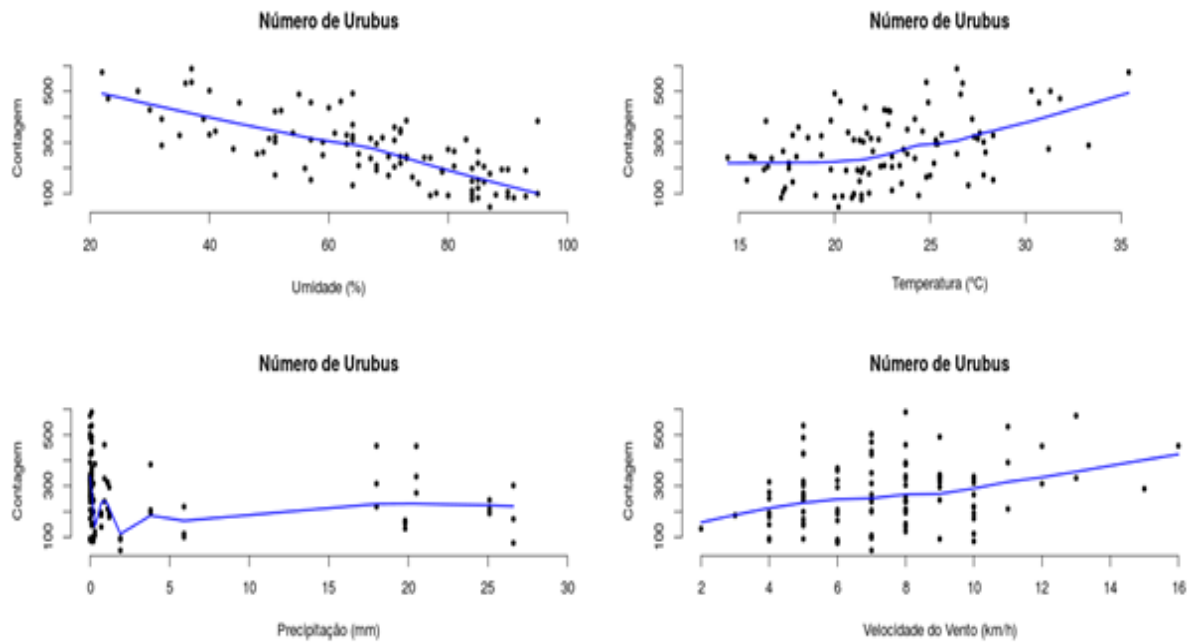 Número de Urubus
Contagem
500
300
100
20 40 60 80 100
Umidade (%)
Número de Urubus
Contagem
500
300
100
15 20 25 30 35
Temperatura (ºC)
Número de Urubus
Contagem
500
300
100
0 5 10 15 20 25 30
Precipitação (mm)
Número de Urubus
Contagem
500
300
100
2 4 6 8 10 12 14 16
Velocidade do Vento (km/h)